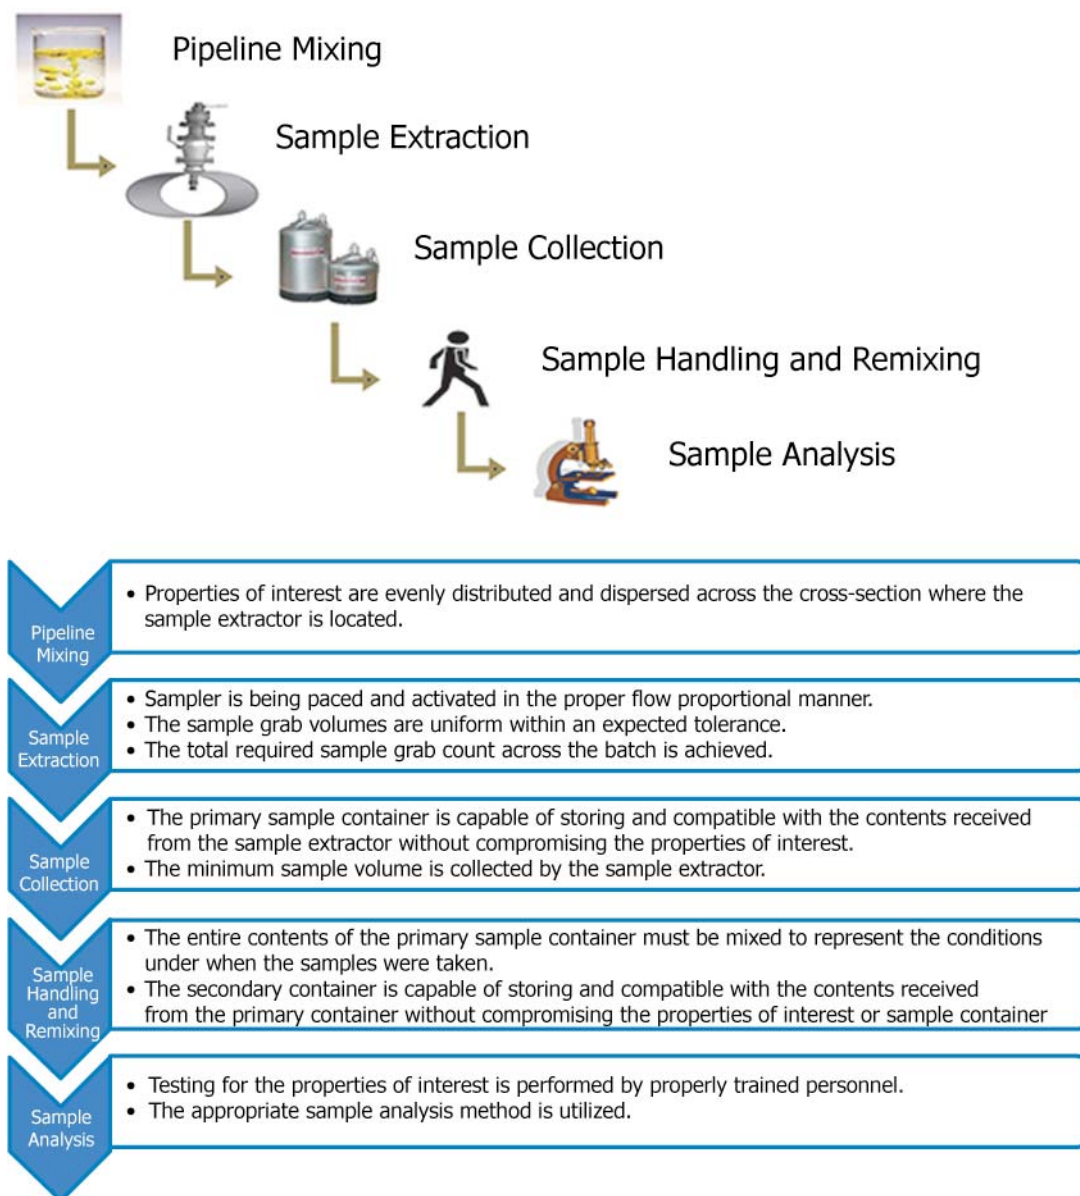 Pipeline Mixing
Sample Extraction
Sample Collection
Sample Handling and Remixing
Sample Analysis
Pipeline
Mixing
• Properties of interest are evenly distributed and dispersed across the cross-section where the
sample extractor is located.
Sample
Extraction
• Sampler is being paced and activated in the proper flow proportional manner.
• The sample grab volumes are uniform within an expected tolerance.
• The total required sample grab count across the batch is achieved.
Sample
Collection
• The primary sample container is capable of storing and compatible with the contents received
from the sample extractor without compromising the properties of interest.
• The minimum sample volume is collected by the sample extractor.
Sample
Handling
and
Remixing
• The entire contents of the primary sample container must be mixed to represent the conditions
under when the samples were taken.
• The secondary container is capable of storing and compatible with the contents received
from the primary container without compromising the properties of interest or sample container
Sample
Analysis
• Testing for the properties of interest is performed by properly trained personnel.
• The appropriate sample analysis method is utilized.